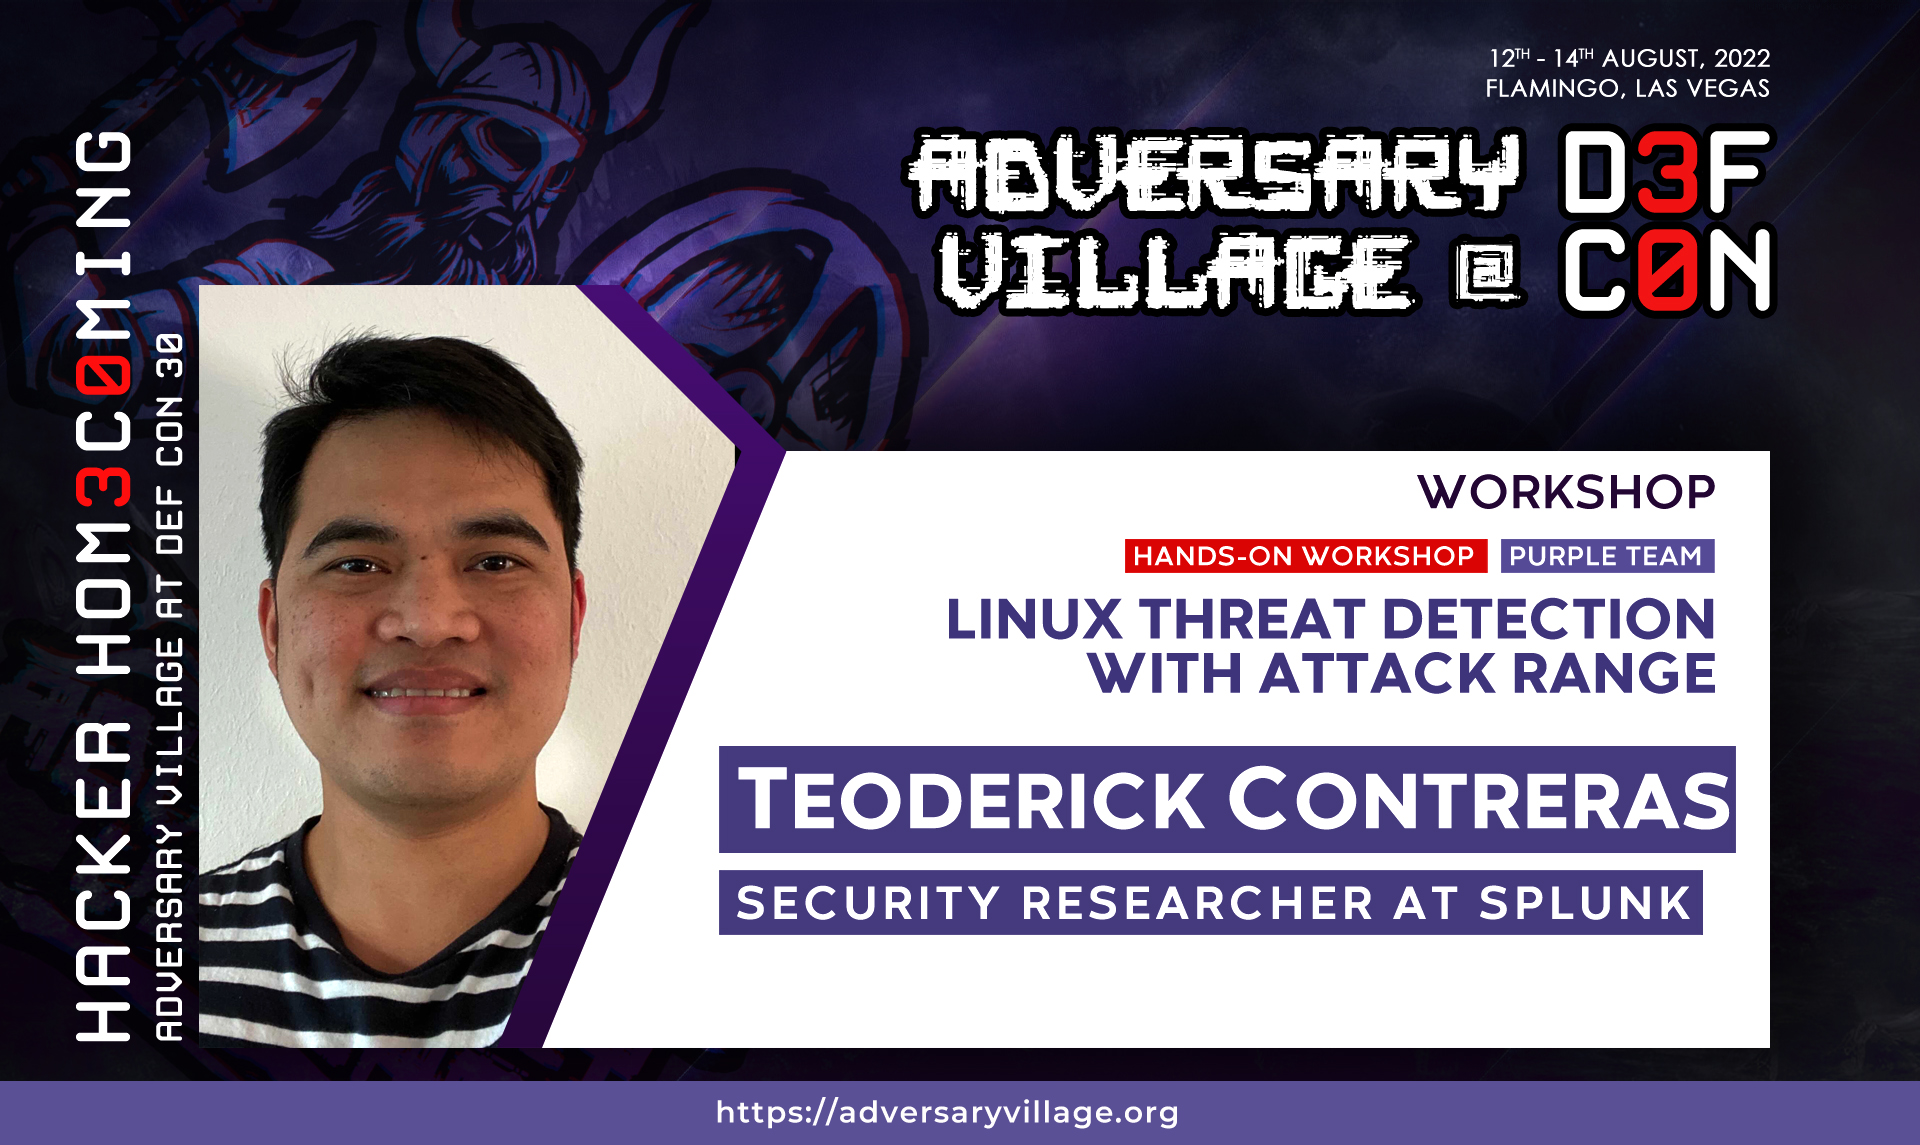 12TH - 14TH AUGUST, 2022
FLAMINGO, LAS VEGAS
ADVERSARY D3F
VILLAGE @ C0N
HACKER HOM3C0MING
ADVERSARY VILLAGE AT DEF CON 30
WORKSHOP
HANDS-ON WORKSHOP PURPLE TEAM
LINUX THREAT DETECTION
WITH ATTACK RANGE
TEODERICK CONTRERAS
SECURITY RESEARCHER AT SPLUNK
https://adversaryvillage.org